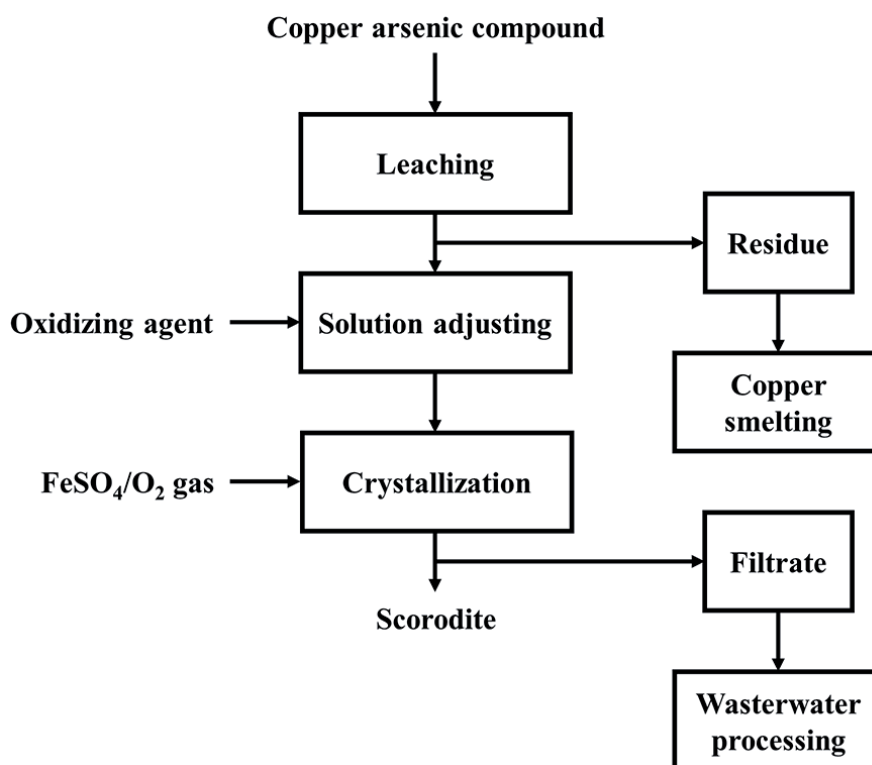 Copper arsenic compound
Leaching
Residue
Oxidizing agent
Solution adjusting
Copper
smelting
FeSO₄/O₂ gas
Crystallization
Filtrate
Scorodite
Wasterwater
processing